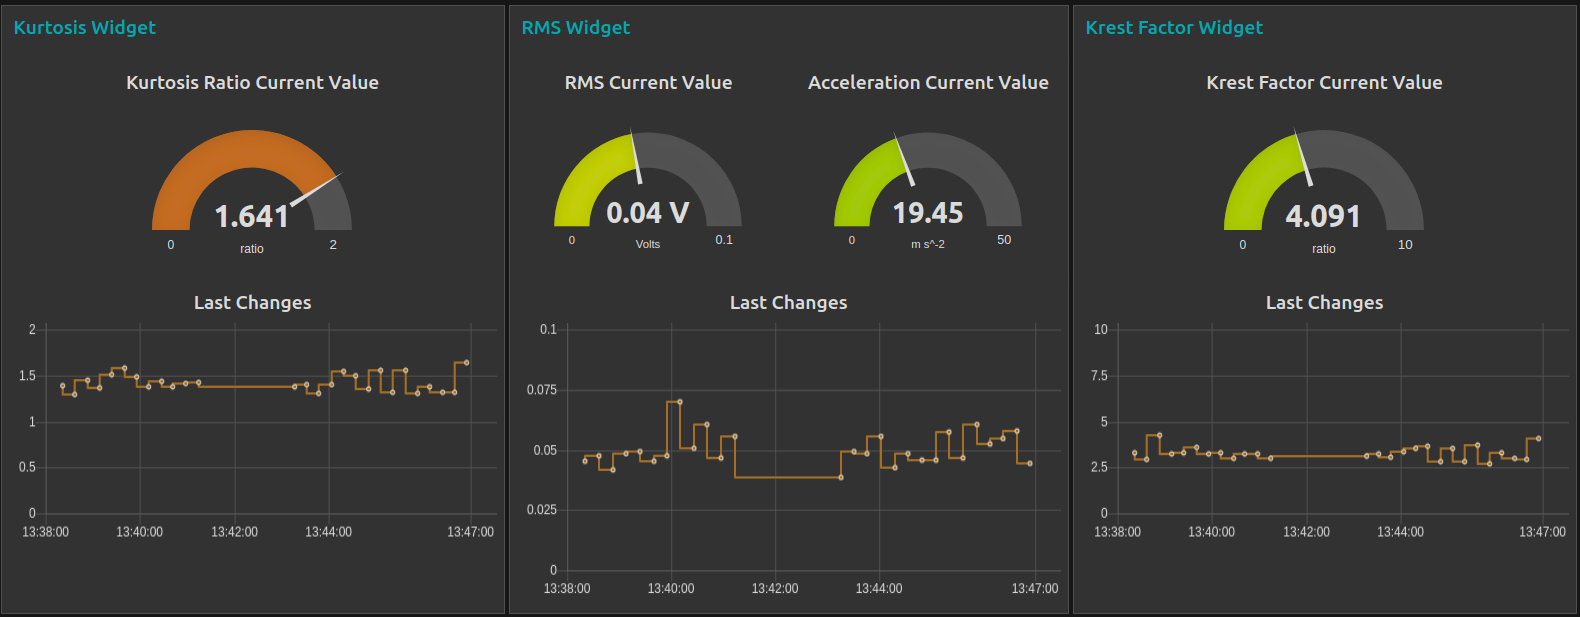 Kurtosis Widget
Kurtosis Ratio Current Value
1.641
0
ratio
2
Last Changes
2
1.5
1
0.5
0
13:38:00
13:40:00
13:42:00
13:44:00
13:47:00
RMS Widget
RMS Current Value
0.04 V
0
Volts
0.1
Acceleration Current Value
19.45
0
m s^-2
50
Last Changes
0.1
0.075
0.05
0.025
0
13:38:00
13:40:00
13:42:00
13:44:00
13:47:00
Krest Factor Widget
Krest Factor Current Value
4.091
0
ratio
10
Last Changes
10
7.5
5
2.5
0
13:38:00
13:40:00
13:42:00
13:44:00
13:47:00